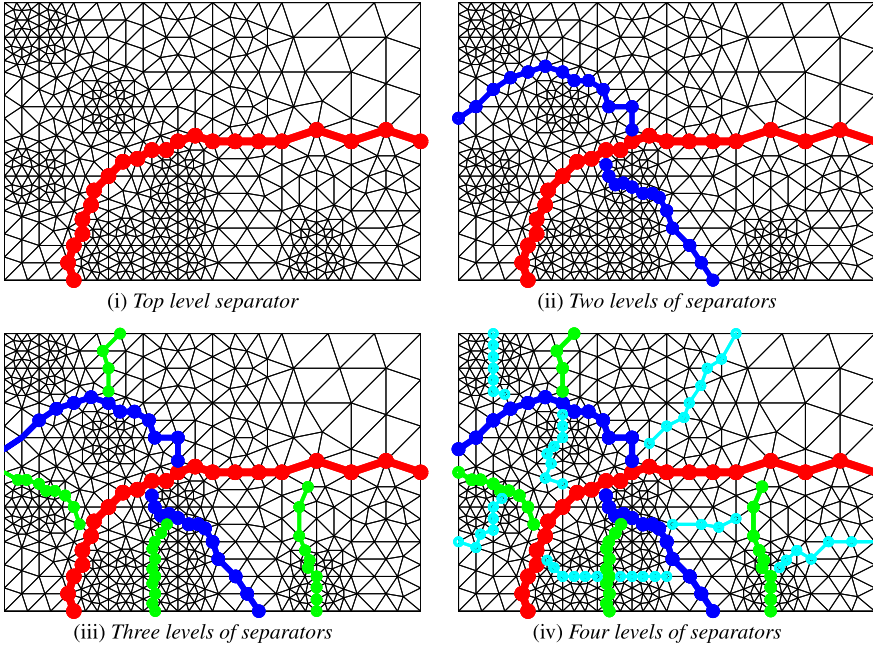 (i) Top level separator
(ii) Two levels of separators
(iii) Three levels of separators
(iv) Four levels of separators